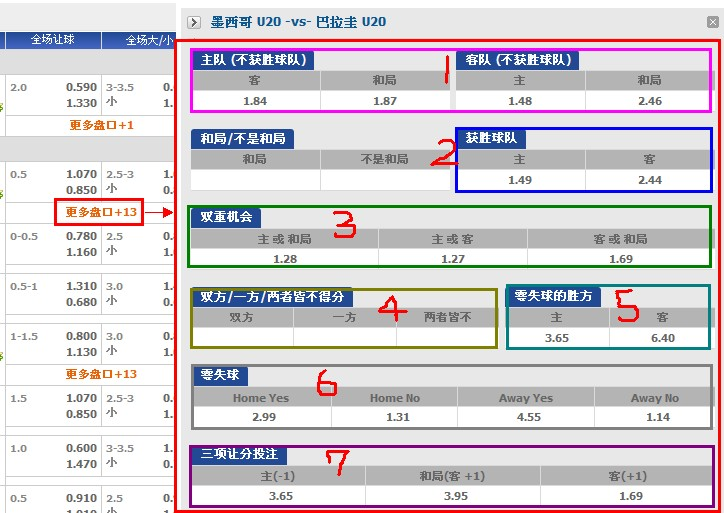 墨西哥 U20 -vs- 巴拉圭 U20
全场让球 全场大/小
2.0 0.590 3-3.5
1.330 小
更多盘口+1
0.5 1.070 2.5-3
0.850 小
更多盘口+13
0-0.5 0.780 2.5
1.160 小
0.5-1 1.310 3.0
0.680 小
1-1.5 0.800 3.0
1.130 小
更多盘口+13
1.5 1.070 2.5-3
0.850 小
1.0 0.600 3-3.5
1.470 小
0.5 0.910 2.5
主队 (不获胜球队) 1 客队 (不获胜球队)
客 和局 主 和局
1.84 1.87 1.48 2.46
和局/不是和局 2 获胜球队
和局 不是和局 主 客
1.49 2.44
双重机会 3
主 或 和局 主 或 客 客 或 和局
1.28 1.27 1.69
双方/一方/两者皆不得分 4 零失球的胜方 5
双方 一方 两者皆不 主 客
3.65 6.40
零失球 6
Home Yes Home No Away Yes Away No
2.99 1.31 4.55 1.14
三项让分投注 7
主(-1) 和局(客 +1) 客(+1)
3.65 3.95 1.69